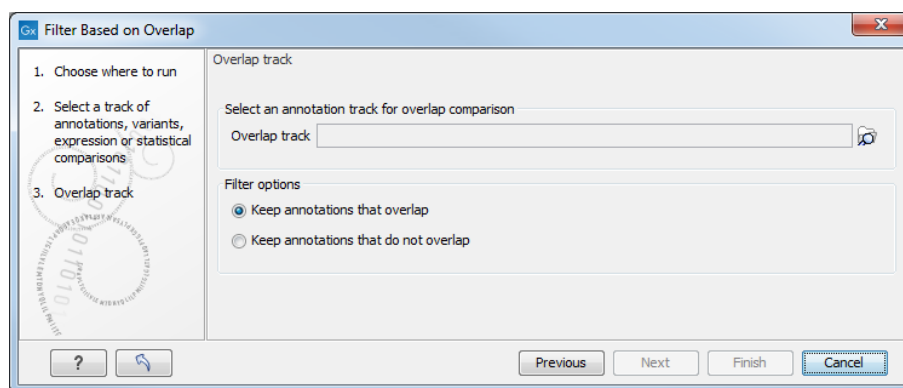 Gx Filter Based on Overlap
1. Choose where to run
2. Select a track of
annotations, variants,
expression or statistical
comparisons
3. Overlap track
Overlap track
Select an annotation track for overlap comparison
Overlap track
Filter options
Keep annotations that overlap
Keep annotations that do not overlap
?
Previous
Next
Finish
Cancel